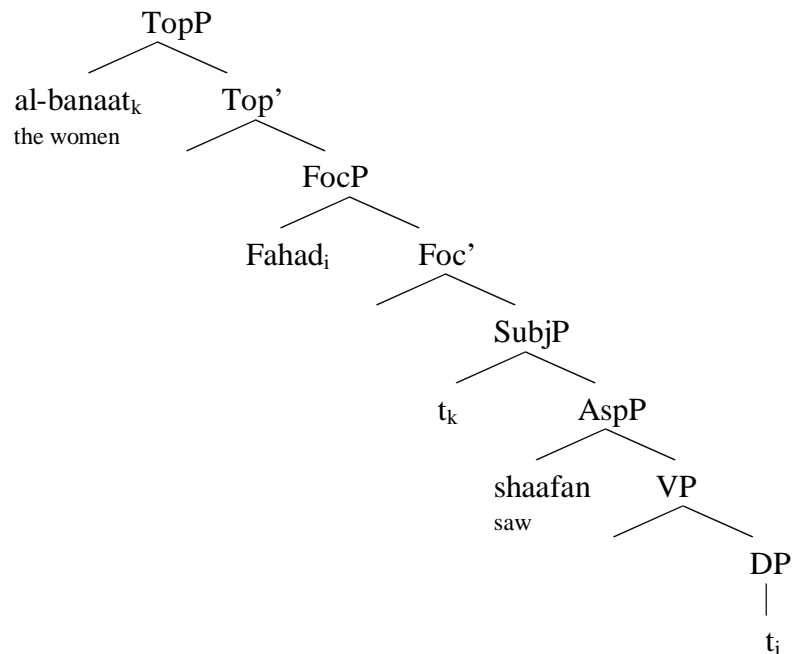 TopP
al-banaatₖ Top’
the women
FocP
Fahadᵢ Foc’
SubjP
tₖ AspP
shaafan VP
saw
DP
tᵢ